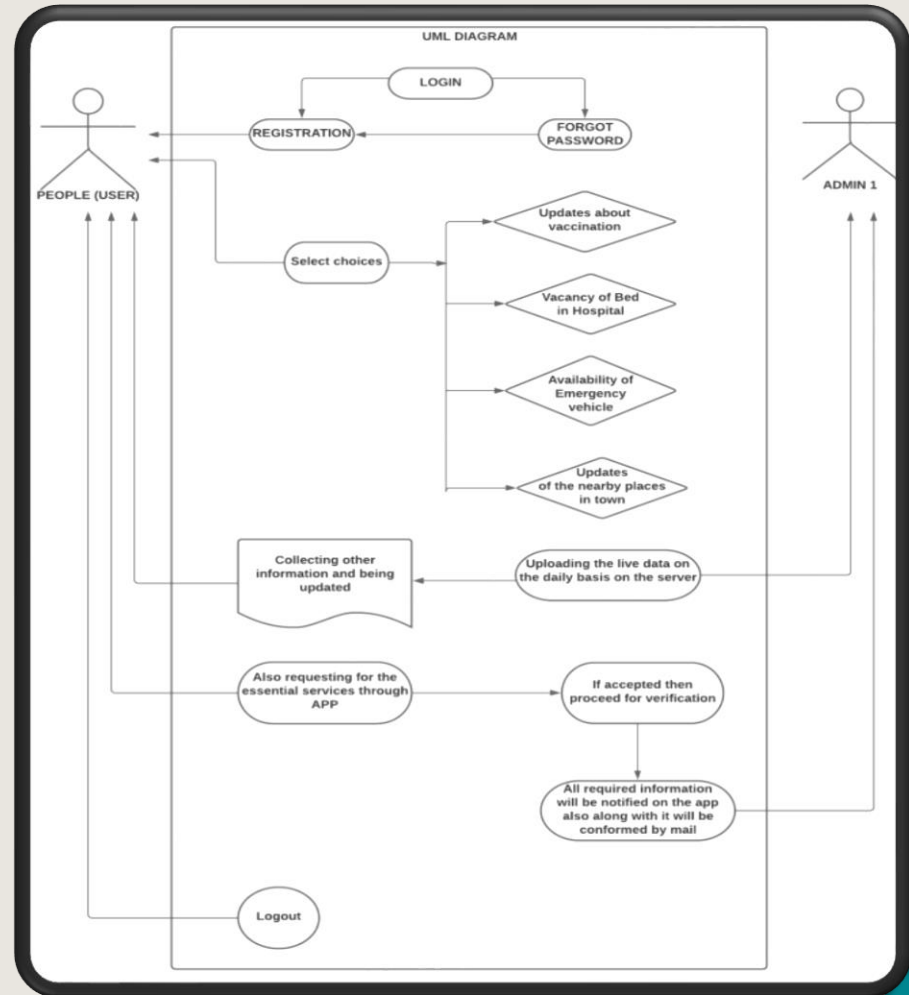 UML DIAGRAM
LOGIN
REGISTRATION
FORGOT
PASSWORD
PEOPLE (USER)
ADMIN 1
Updates about
vaccination
Select choices
Vacancy of Bed
in Hospital
Availability of
Emergency
vehicle
Updates
of the nearby places
in town
Collecting other
information and being
updated
Uploading the live data on
the daily basis on the server
Also requesting for the
essential services through
APP
If accepted then
proceed for verification
All required information
will be notified on the app
also along with it will be
conformed by mail
Logout